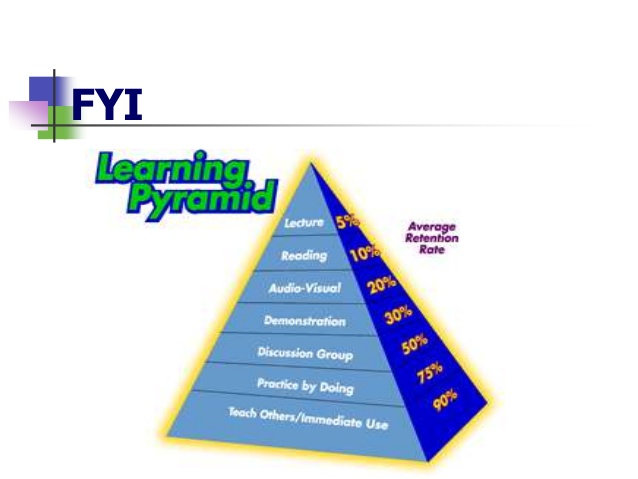 FYI
Learning
Pyramid
Lecture 5%
Average
Retention
Rate
Reading 10%
Audio-Visual 20%
Demonstration 30%
Discussion Group 50%
Practice by Doing 75%
Teach Others/Immediate Use 90%